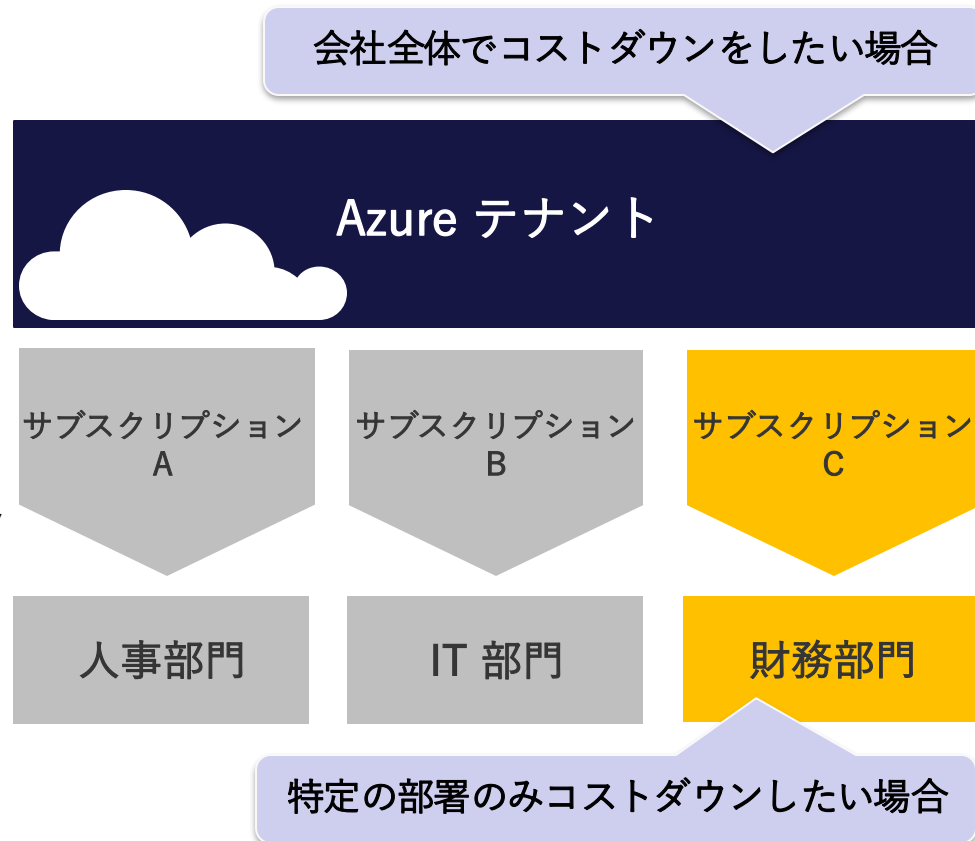 会社全体でコストダウンをしたい場合
Azure テナント
サブスクリプション
A
サブスクリプション
B
サブスクリプション
C
人事部門
IT 部門
財務部門
特定の部署のみコストダウンしたい場合